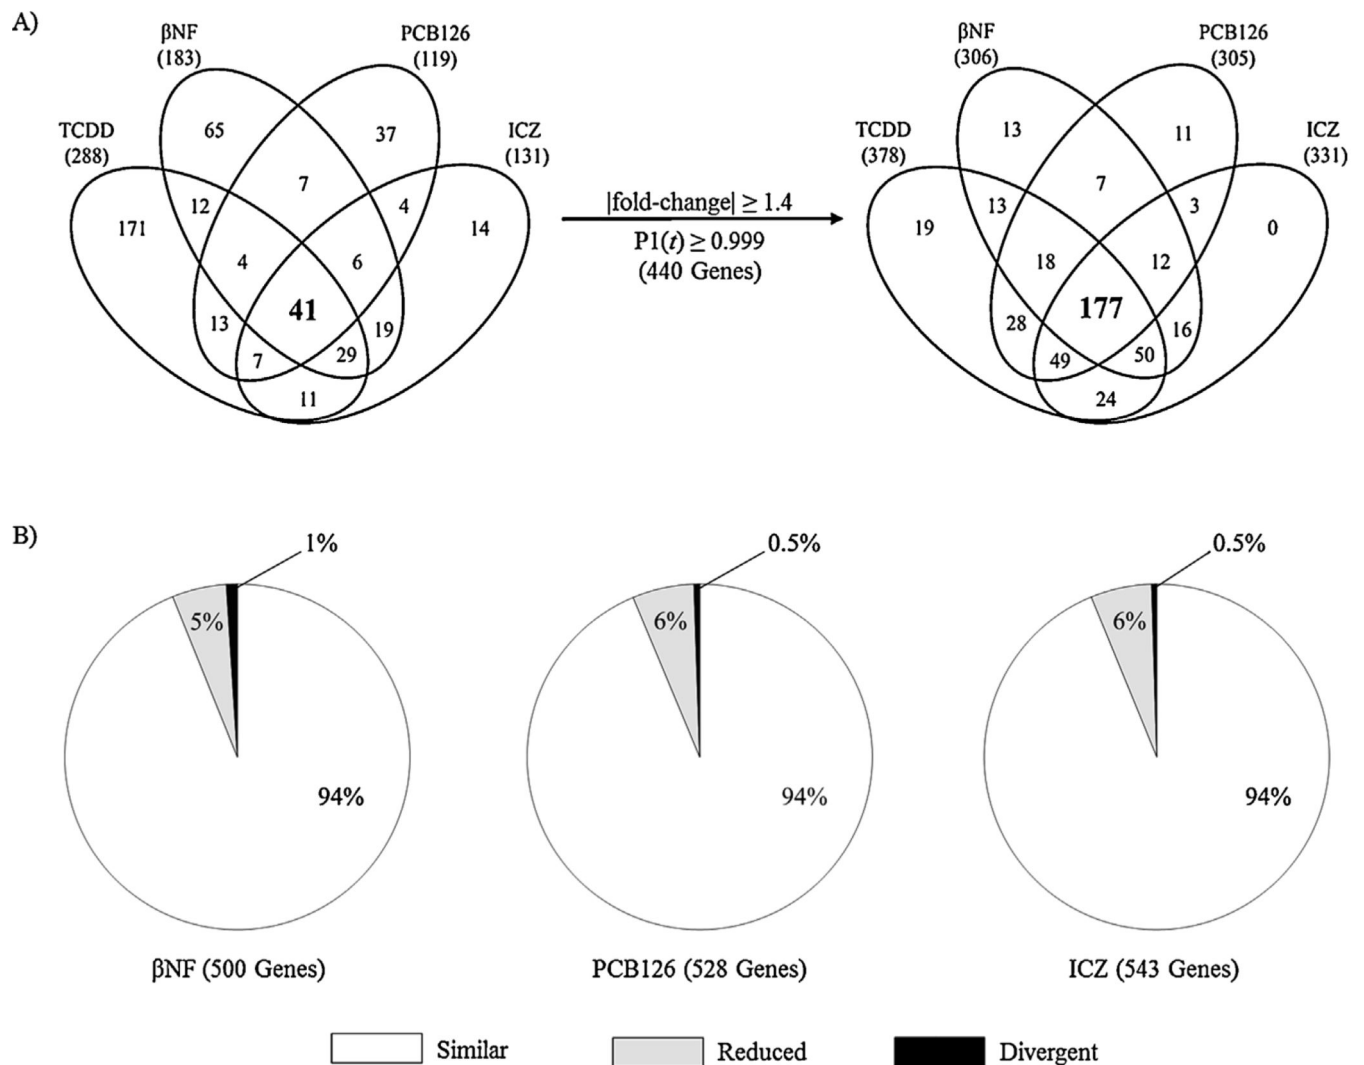 A)
βNF
(183)
PCB126
(119)
TCDD
(288)
ICZ
(131)
65
37
7
12
4
171
14
4
6
41
13
19
7
29
11
|fold-change| ≥ 1.4
P1(t) ≥ 0.999
(440 Genes)
βNF
(306)
PCB126
(305)
TCDD
(378)
ICZ
(331)
13
11
7
13
3
19
0
18
12
177
28
16
49
50
24
B)
1%
5%
94%
βNF (500 Genes)
0.5%
6%
94%
PCB126 (528 Genes)
0.5%
6%
94%
ICZ (543 Genes)
Similar
Reduced
Divergent